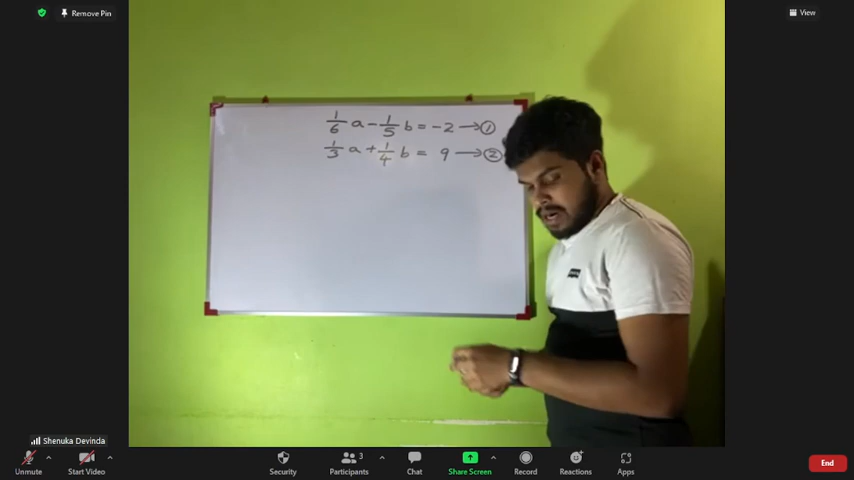 Remove Pin
View
1/6 a - 1/5 b = -2 → ①
1/3 a + 1/4 b = 9 → ②
Shenuka Devinda
Unmute
Start Video
Security
3
Participants
Chat
Share Screen
Record
Reactions
Apps
End